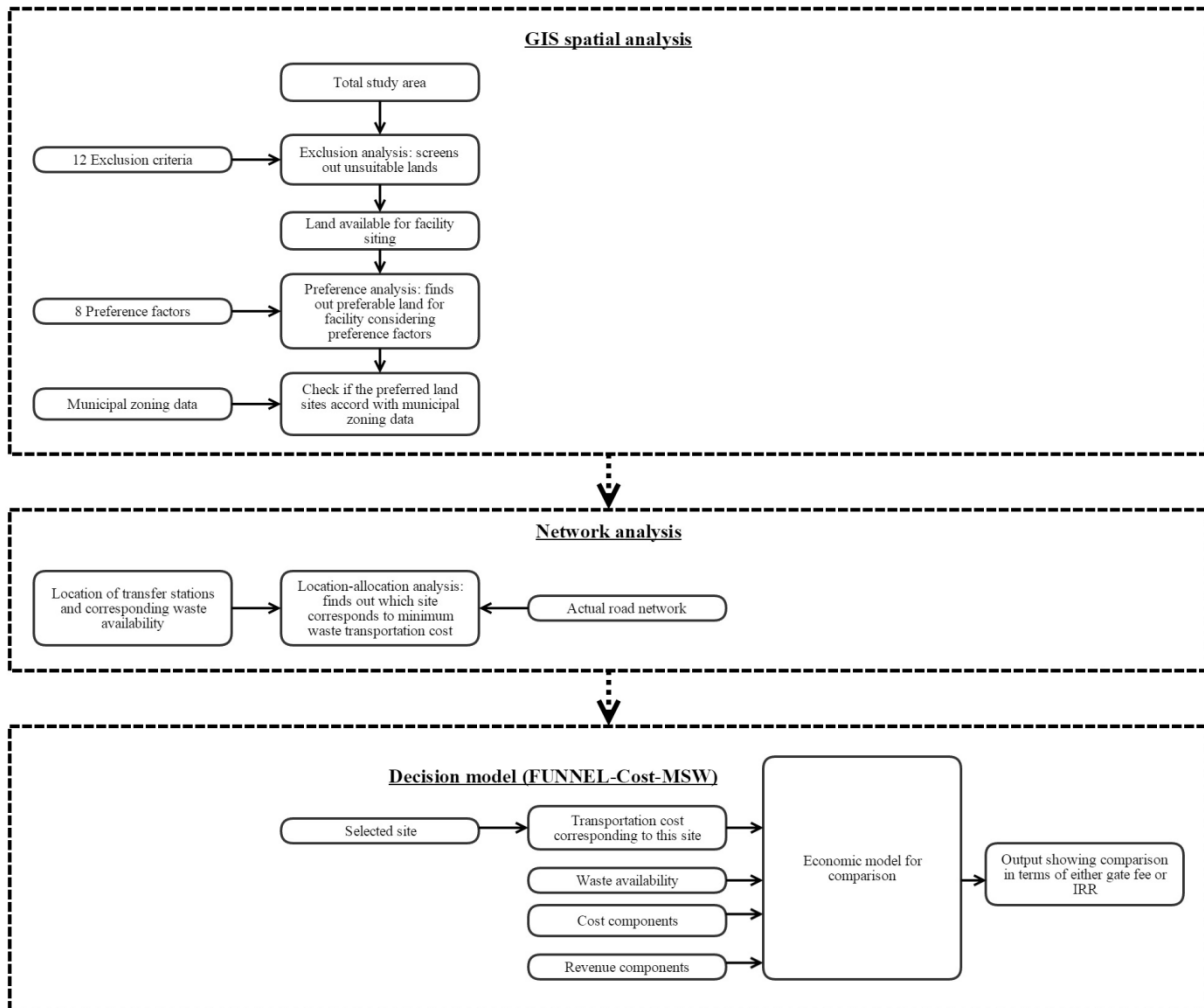 GIS spatial analysis
Total study area
12 Exclusion criteria
Exclusion analysis: screens
out unsuitable lands
Land available for facility
siting
8 Preference factors
Preference analysis: finds
out preferable land for
facility considering
preference factors
Municipal zoning data
Check if the preferred land
sites accord with municipal
zoning data
Network analysis
Location of transfer stations
and corresponding waste
availability
Location-allocation analysis:
finds out which site
corresponds to minimum
waste transportation cost
Actual road network
Decision model (FUNNEL-Cost-MSW)
Selected site
Transportation cost
corresponding to this site
Waste availability
Cost components
Revenue components
Economic model for
comparison
Output showing comparison
in terms of either gate fee or
IRR